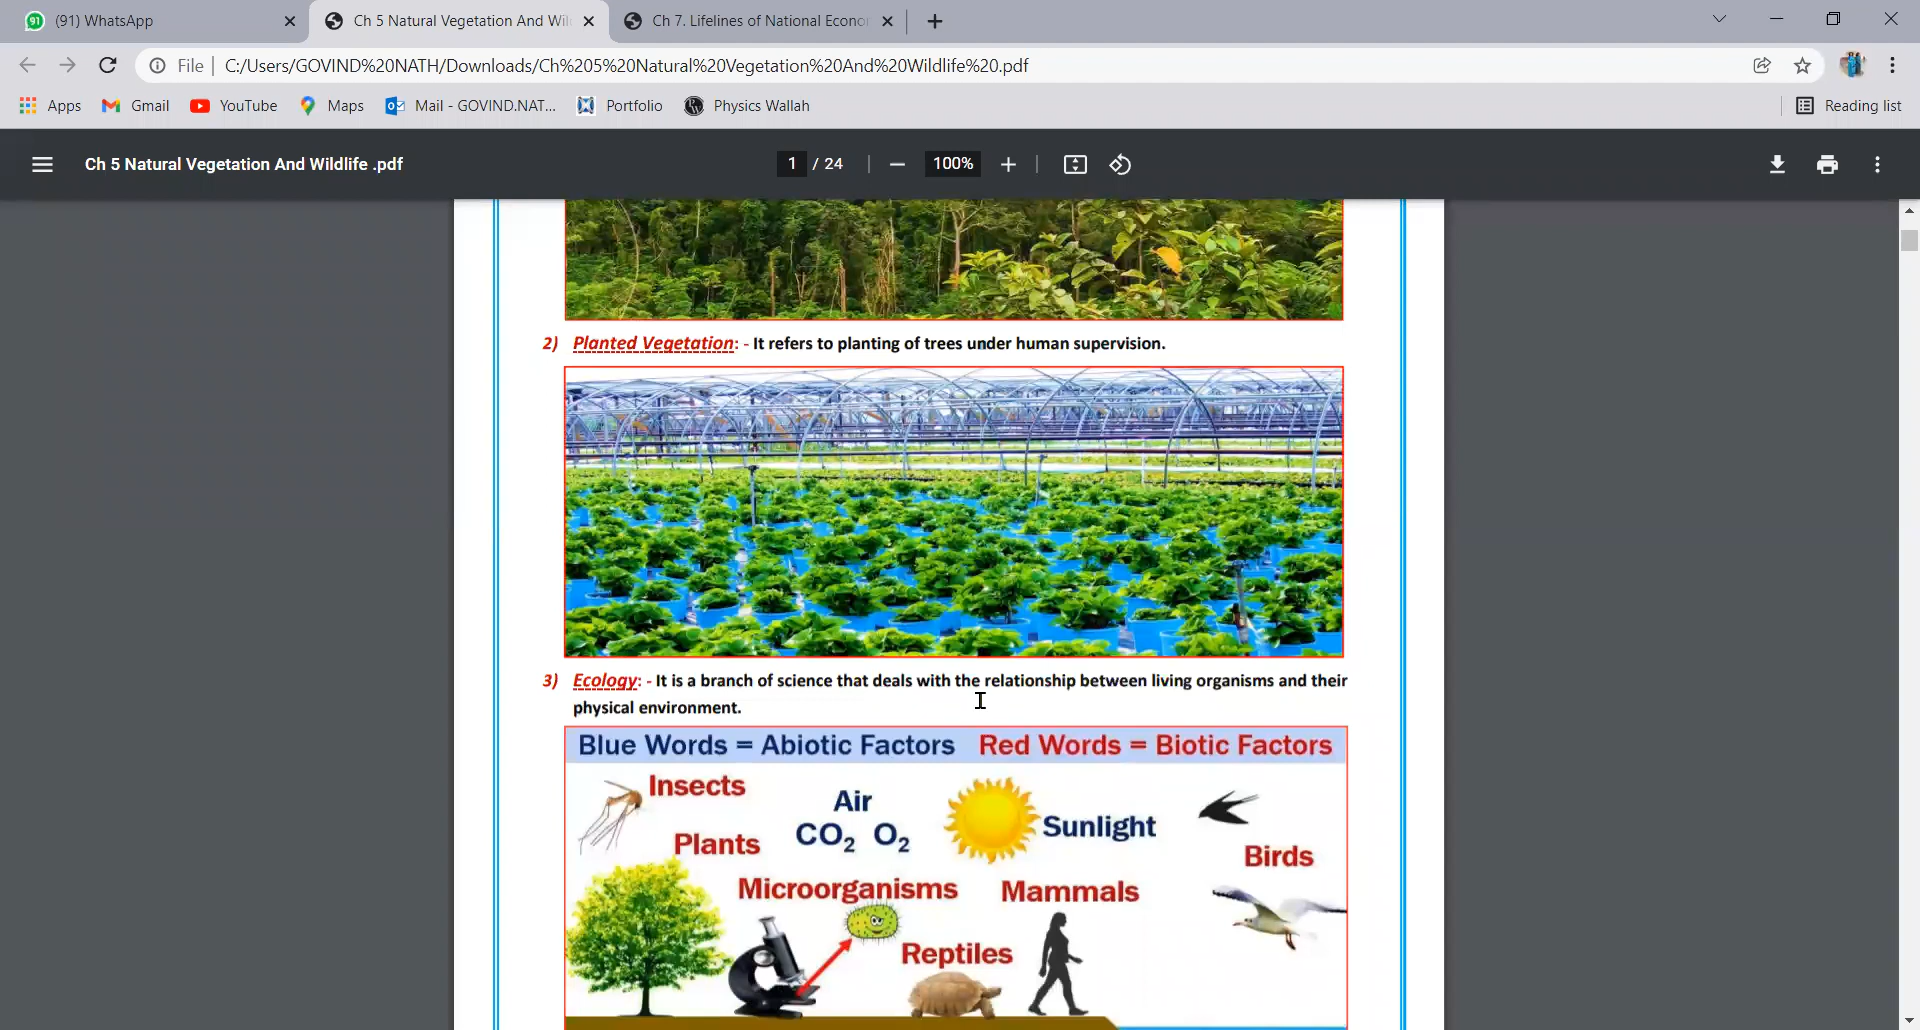 (91) WhatsApp
Ch 5 Natural Vegetation And Wil
Ch 7. Lifelines of National Econo
File
C:/Users/GOVIND%20NATH/Downloads/Ch%205%20Natural%20Vegetation%20And%20Wildlife%20.pdf
Apps Gmail YouTube Maps Mail - GOVIND.NAT... Portfolio Physics Wallah Reading list
Ch 5 Natural Vegetation And Wildlife .pdf
1 / 24
100%
2) Planted Vegetation: - It refers to planting of trees under human supervision.
3) Ecology: - It is a branch of science that deals with the relationship between living organisms and their
physical environment.
Blue Words = Abiotic Factors Red Words = Biotic Factors
Insects
Air
CO₂ O₂
Sunlight
Plants
Birds
Microorganisms
Mammals
Reptiles